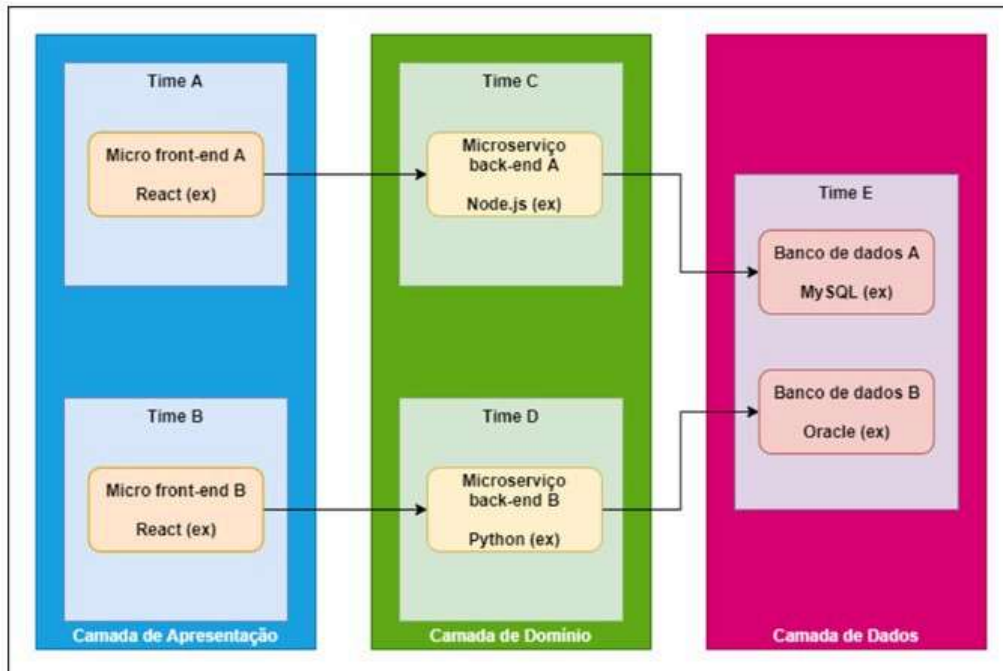 Time A
Micro front-end A
React (ex)
Time B
Micro front-end B
React (ex)
Camada de Apresentação
Time C
Microserviço
back-end A
Node.js (ex)
Time D
Microserviço
back-end B
Python (ex)
Camada de Domínio
Time E
Banco de dados A
MySQL (ex)
Banco de dados B
Oracle (ex)
Camada de Dados